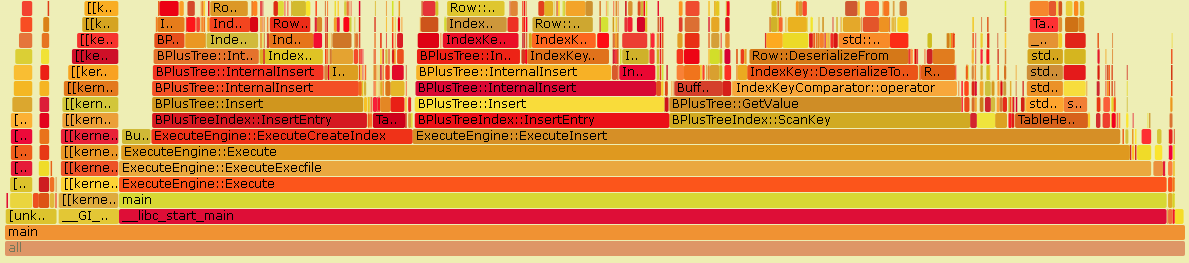 [[k.. Ro.. Row::..
[[k.. I.. Ind.. Row.. Index.. Row::.. Ta..
[[ke.. BP.. Inde.. Ind.. IndexKe.. IndexK.. std::.. _..
[[ke.. BPlusTree::Int.. Index.. BPlusTree::In.. IndexKey.. I.. Row::DeserializeFrom std..
[[ker.. BPlusTree::InternalInsert I.. BPlusTree::InternalInsert In.. IndexKey::DeserializeTo.. R.. std..
[[kern.. BPlusTree::InternalInsert BPlusTree::InternalInsert Buff.. IndexKeyComparator::operator std..
[[kern.. BPlusTree::Insert BPlusTree::Insert BPlusTree::GetValue std.. s..
[.. [[kern.. BPlusTreeIndex::InsertEntry Ta.. BPlusTreeIndex::InsertEntry BPlusTreeIndex::ScanKey TableHe..
[.. [[kerne.. Bu.. ExecuteEngine::ExecuteCreateIndex ExecuteEngine::ExecuteInsert
[.. [[kerne.. ExecuteEngine::Execute
[.. [[kerne.. ExecuteEngine::ExecuteExecfile
[.. [[kerne.. ExecuteEngine::Execute
[[kerne.. main
[unk.. __GI_.. __libc_start_main
main
all